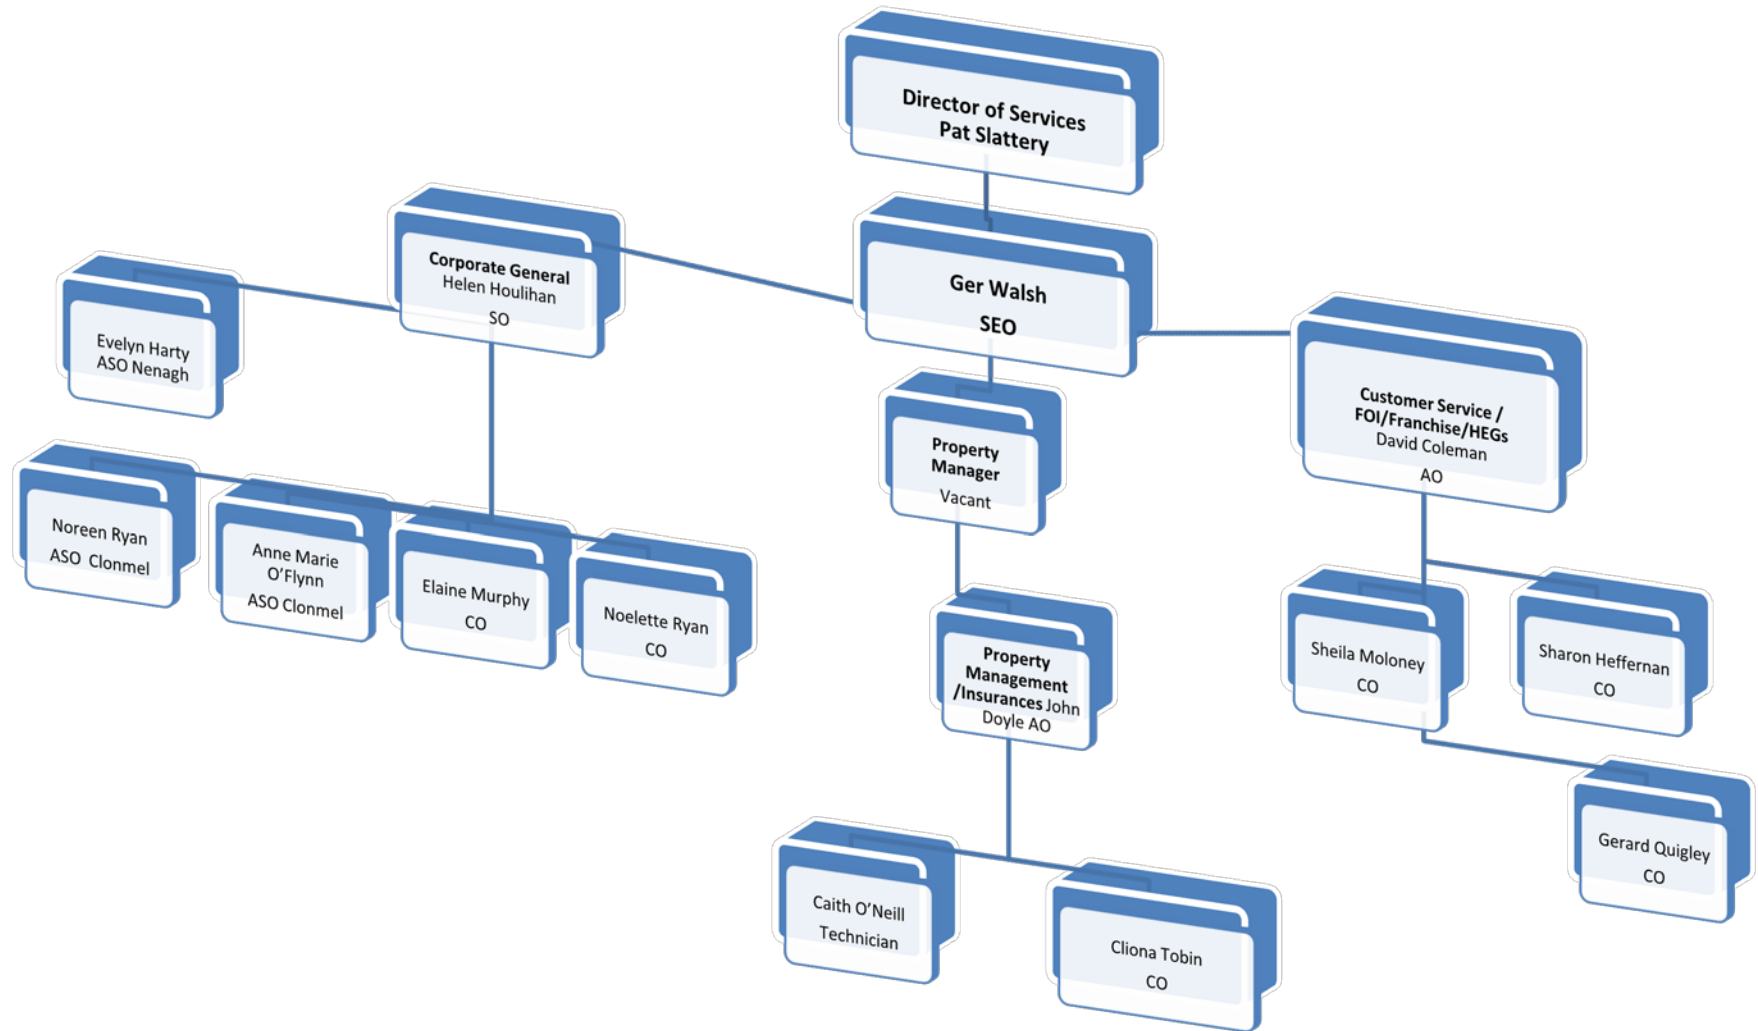 Director of Services
Pat Slattery
Corporate General
Helen Houlihan
SO
Ger Walsh
SEO
Evelyn Harty
ASO Nenagh
Customer Service /
FOI/Franchise/HEGs
David Coleman
AO
Property
Manager
Vacant
Noreen Ryan
ASO Clonmel
Anne Marie
O’Flynn
ASO Clonmel
Elaine Murphy
CO
Noelette Ryan
CO
Property
Management
/Insurances John
Doyle AO
Sheila Moloney
CO
Sharon Heffernan
CO
Gerard Quigley
CO
Caith O’Neill
Technician
Cliona Tobin
CO